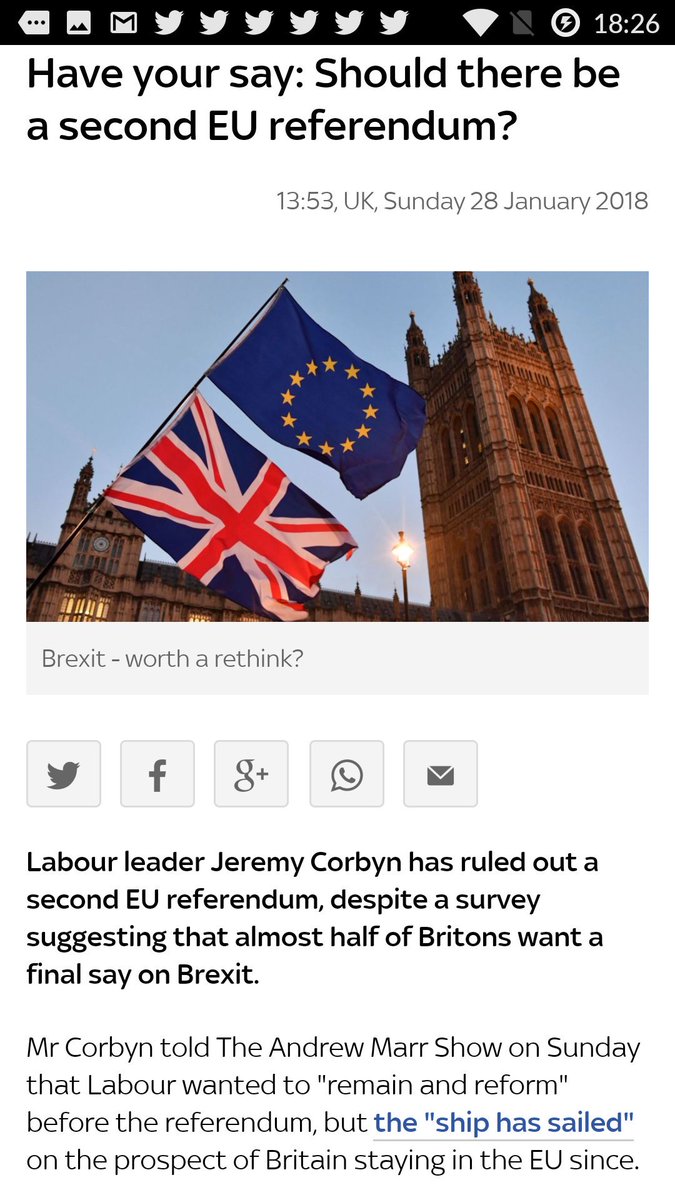 18:26
Have your say: Should there be
a second EU referendum?
13:53, UK, Sunday 28 January 2018
Brexit - worth a rethink?
g+
Labour leader Jeremy Corbyn has ruled out a
second EU referendum, despite a survey
suggesting that almost half of Britons want a
final say on Brexit.
Mr Corbyn told The Andrew Marr Show on Sunday
that Labour wanted to "remain and reform"
before the referendum, but the "ship has sailed"
on the prospect of Britain staying in the EU since.